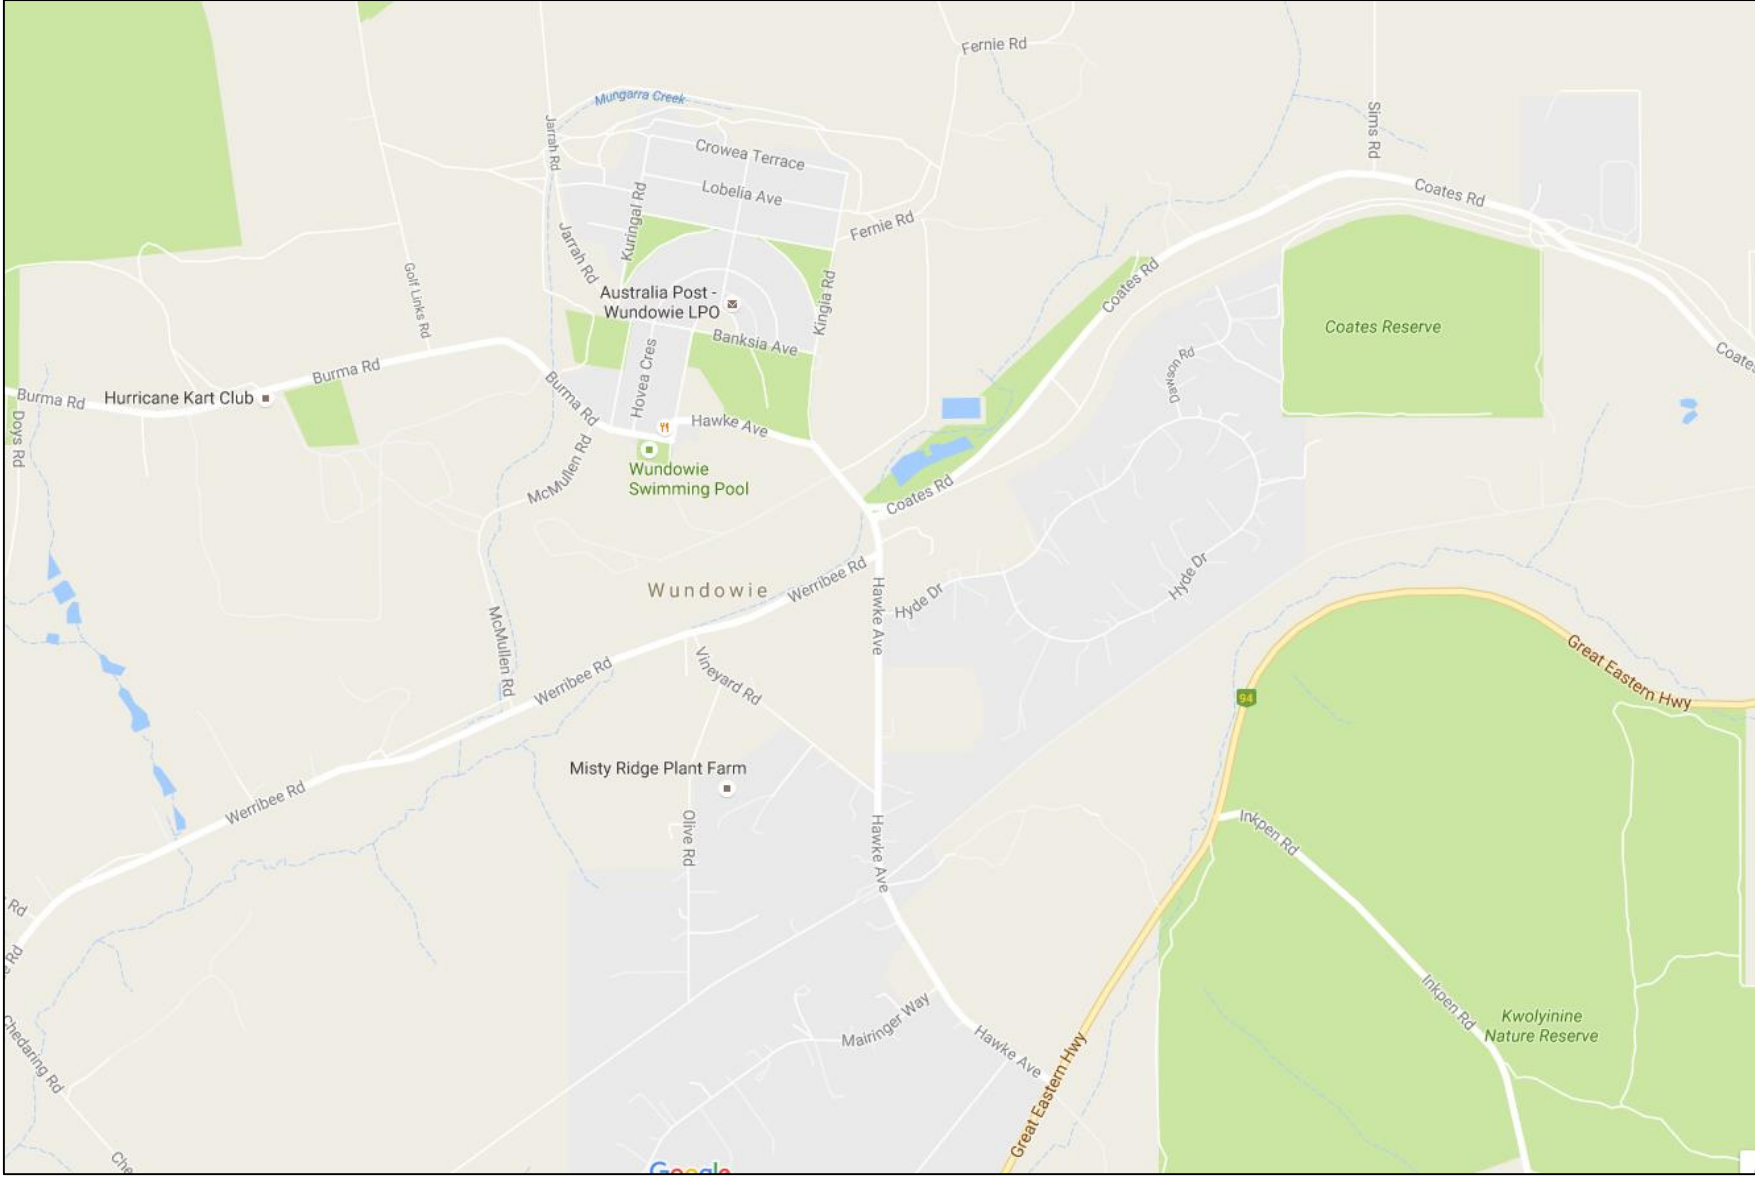 Fernie Rd
Mungarra Creek
Jarrah Rd
Sims Rd
Crowea Terrace
Lobelia Ave
Kuringal Rd
Coates Rd
Fernie Rd
Jarrah Rd
Golf Links Rd
Coates Rd
Kingia Rd
Australia Post -
Wundowie LPO
Coates Reserve
Banksia Ave
Coates
Dawson Rd
Burma Rd
Hovea Cres
Burma Rd
Hurricane Kart Club
Burma Rd
Doys Rd
Hawke Ave
McMullen Rd
Wundowie
Swimming Pool
Coates Rd
Wundowie
Werribee Rd
Hawke Ave
Hyde Dr
Hyde Dr
McMullen Rd
Werribee Rd
Vineyard Rd
Great Eastern Hwy
94
Misty Ridge Plant Farm
Werribee Rd
Olive Rd
Hawke Ave
Inkpen Rd
Rd
e Rd
Inkpen Rd
Mairinger Way
Hawke Ave
Kwolyinine
Nature Reserve
Chedaring Rd
Great Eastern Hwy
Che
Google